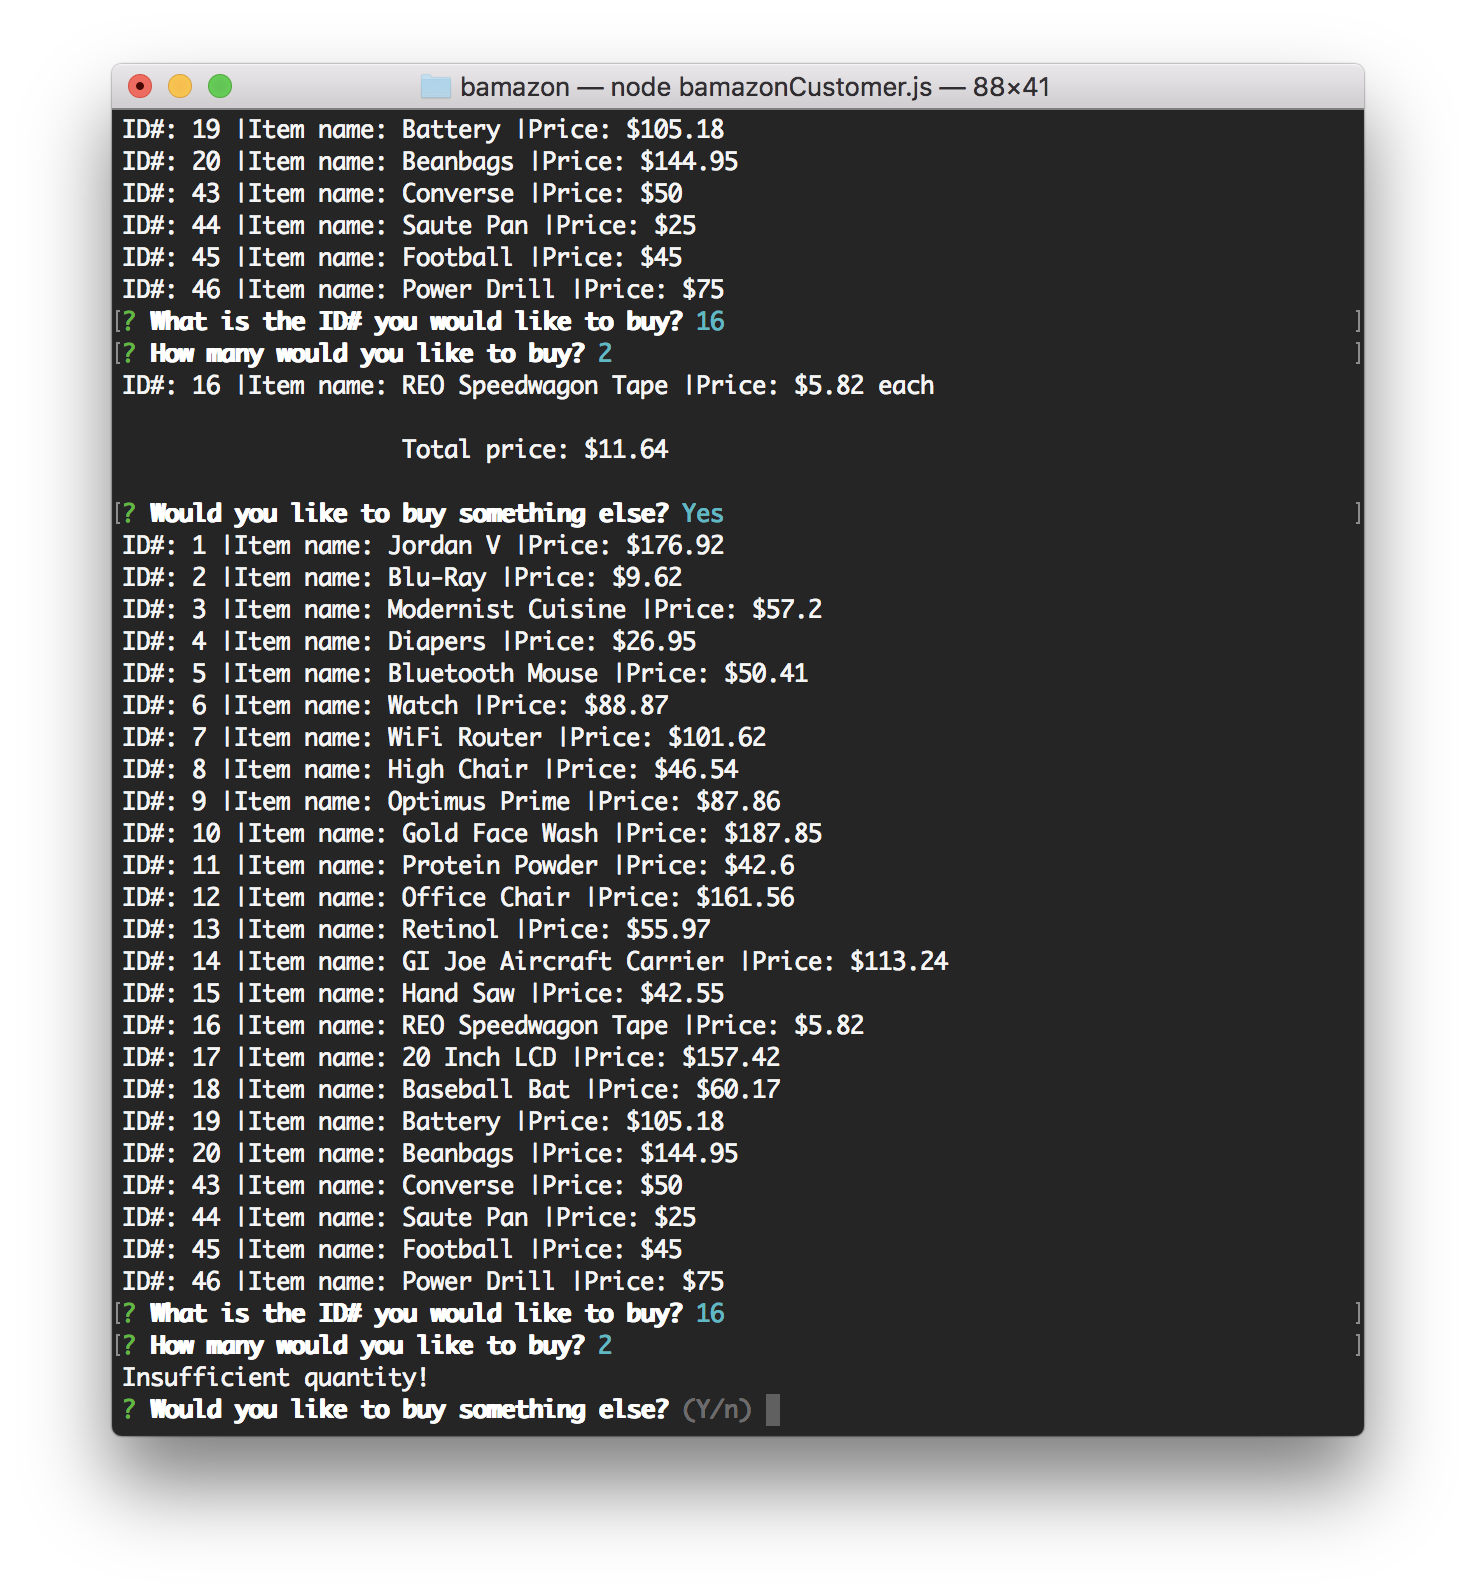 bamazon — node bamazonCustomer.js — 88×41
ID#: 19 |Item name: Battery |Price: $105.18
ID#: 20 |Item name: Beanbags |Price: $144.95
ID#: 43 |Item name: Converse |Price: $50
ID#: 44 |Item name: Saute Pan |Price: $25
ID#: 45 |Item name: Football |Price: $45
ID#: 46 |Item name: Power Drill |Price: $75
[? What is the ID# you would like to buy? 16 ]
[? How many would you like to buy? 2 ]
ID#: 16 |Item name: REO Speedwagon Tape |Price: $5.82 each
Total price: $11.64
[? Would you like to buy something else? Yes ]
ID#: 1 |Item name: Jordan V |Price: $176.92
ID#: 2 |Item name: Blu-Ray |Price: $9.62
ID#: 3 |Item name: Modernist Cuisine |Price: $57.2
ID#: 4 |Item name: Diapers |Price: $26.95
ID#: 5 |Item name: Bluetooth Mouse |Price: $50.41
ID#: 6 |Item name: Watch |Price: $88.87
ID#: 7 |Item name: WiFi Router |Price: $101.62
ID#: 8 |Item name: High Chair |Price: $46.54
ID#: 9 |Item name: Optimus Prime |Price: $87.86
ID#: 10 |Item name: Gold Face Wash |Price: $187.85
ID#: 11 |Item name: Protein Powder |Price: $42.6
ID#: 12 |Item name: Office Chair |Price: $161.56
ID#: 13 |Item name: Retinol |Price: $55.97
ID#: 14 |Item name: GI Joe Aircraft Carrier |Price: $113.24
ID#: 15 |Item name: Hand Saw |Price: $42.55
ID#: 16 |Item name: REO Speedwagon Tape |Price: $5.82
ID#: 17 |Item name: 20 Inch LCD |Price: $157.42
ID#: 18 |Item name: Baseball Bat |Price: $60.17
ID#: 19 |Item name: Battery |Price: $105.18
ID#: 20 |Item name: Beanbags |Price: $144.95
ID#: 43 |Item name: Converse |Price: $50
ID#: 44 |Item name: Saute Pan |Price: $25
ID#: 45 |Item name: Football |Price: $45
ID#: 46 |Item name: Power Drill |Price: $75
[? What is the ID# you would like to buy? 16 ]
[? How many would you like to buy? 2 ]
Insufficient quantity!
? Would you like to buy something else? (Y/n)